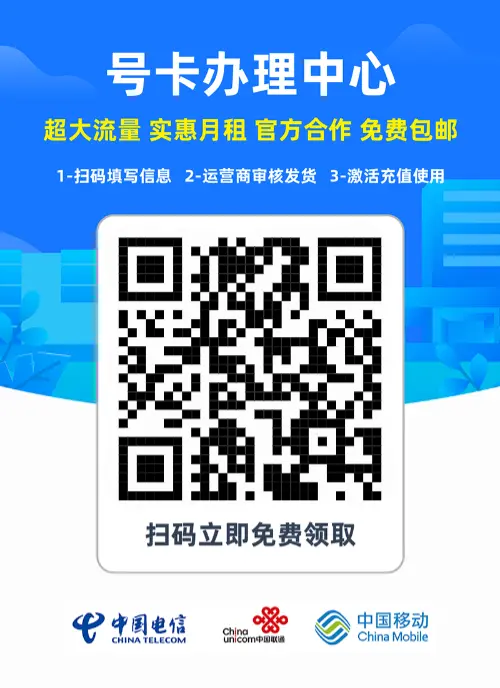 号卡办理中心
超大流量 实惠月租 官方合作 免费包邮
1-扫码填写信息 2-运营商审核发货 3-激活充值使用
扫码立即免费领取
中国电信
CHINA TELECOM
China
unicom中国联通
中国移动
China Mobile